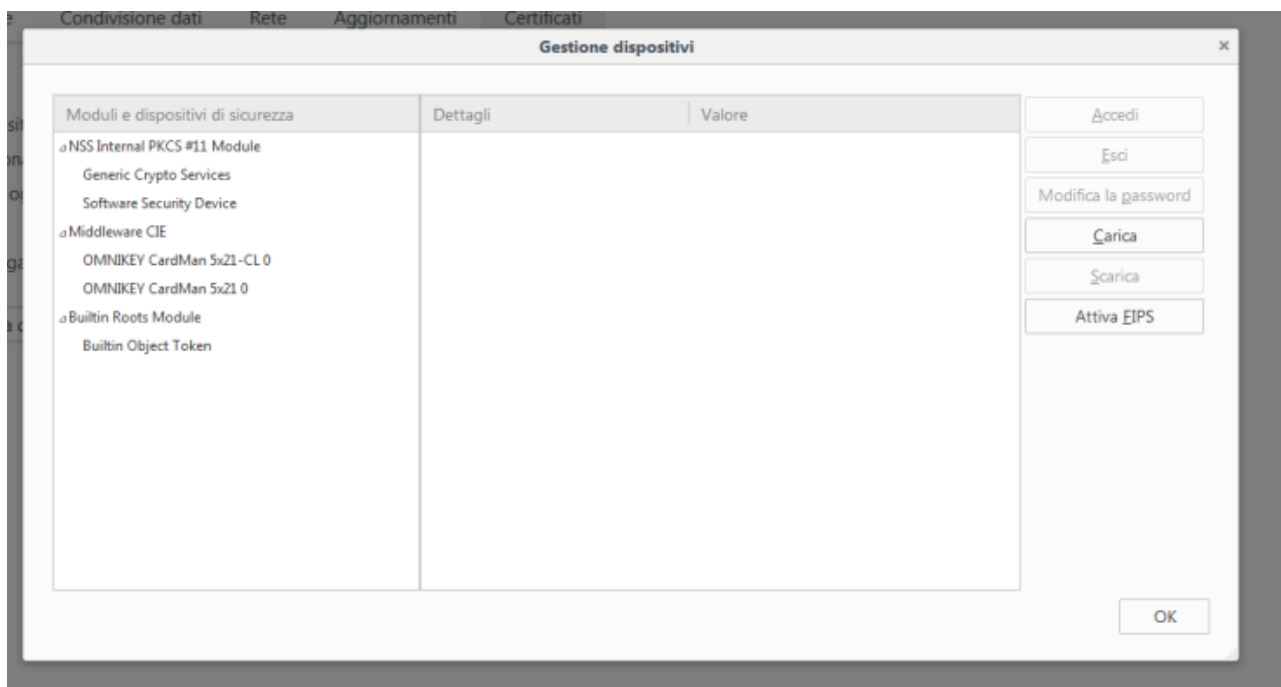 Condivisione dati Rete Aggiornamenti Certificati
Gestione dispositivi
Moduli e dispositivi di sicurezza Dettagli Valore
NSS Internal PKCS #11 Module
Generic Crypto Services
Software Security Device
Middleware CIE
OMNIKEY CardMan 5x21-CL 0
OMNIKEY CardMan 5x21 0
Builtin Roots Module
Builtin Object Token
Accedi
Esci
Modifica la password
Carica
Scarica
Attiva FIPS
OK